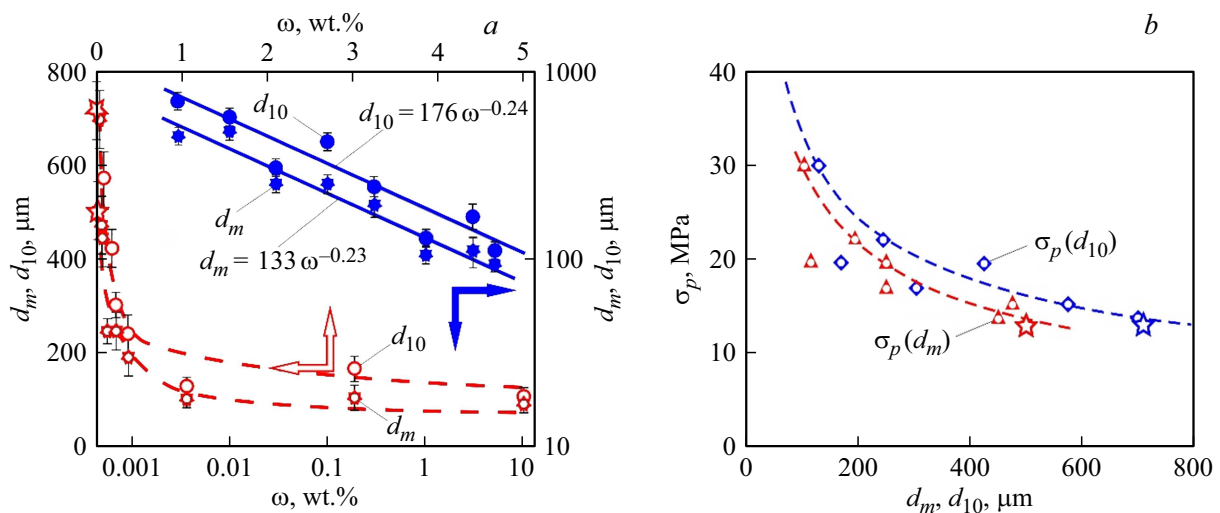 ω, wt.%
a
b
0 1 2 3 4 5
800
1000
40
d₁₀
d₁₀ = 176 ω⁻⁰·²⁴
600
30
dₘ
σₚ(d₁₀)
dₘ = 133 ω⁻⁰·²³
400
100
20
σₚ(dₘ)
d₁₀
200
10
dₘ
0
10
0
0.001 0.01 0.1 1 10
0 200 400 600 800
ω, wt.%
dₘ, d₁₀, μm
dₘ, d₁₀, μm
dₘ, d₁₀, μm
σₚ, MPa